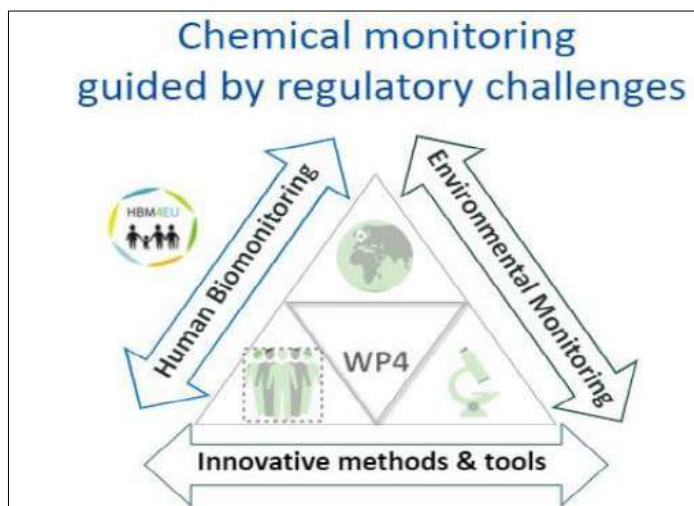 Chemical monitoring
guided by regulatory challenges
HBM4EU
Human Biomonitoring
Environmental Monitoring
WP4
Innovative methods & tools